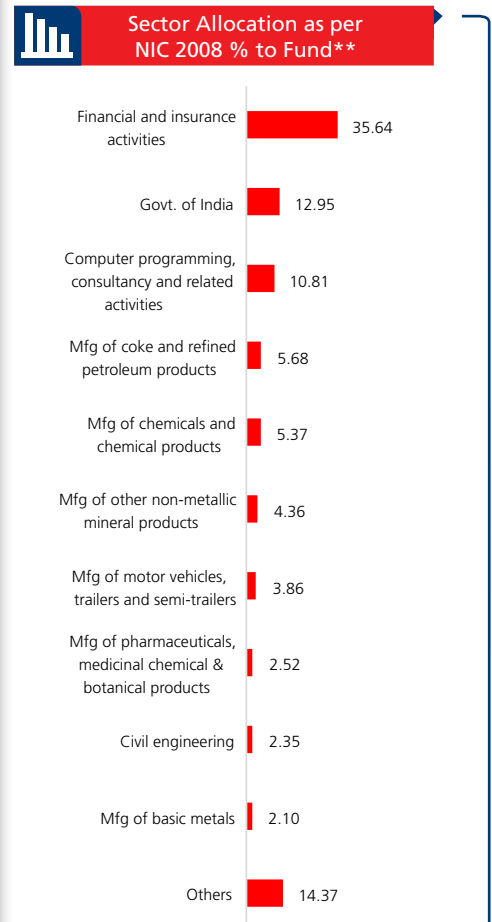 Sector Allocation as per
NIC 2008 % to Fund**
Financial and insurance
activities
35.64
Govt. of India
12.95
Computer programming,
consultancy and related
activities
10.81
Mfg of coke and refined
petroleum products
5.68
Mfg of chemicals and
chemical products
5.37
Mfg of other non-metallic
mineral products
4.36
Mfg of motor vehicles,
trailers and semi-trailers
3.86
Mfg of pharmaceuticals,
medicinal chemical &
botanical products
2.52
Civil engineering
2.35
Mfg of basic metals
2.10
Others
14.37